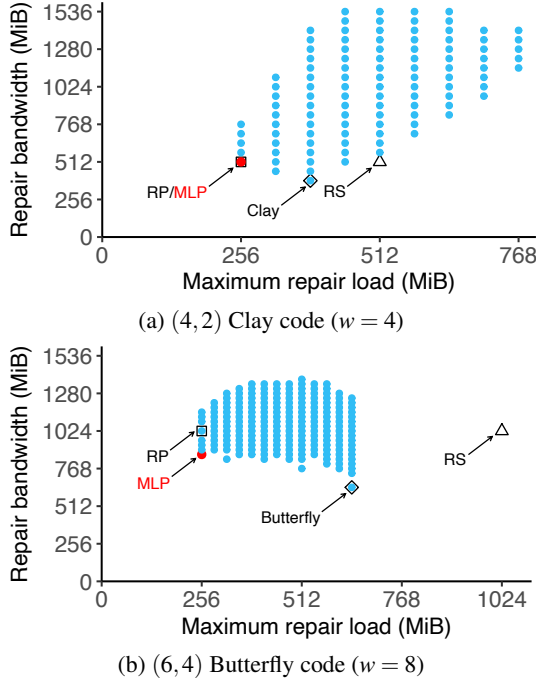 1536
1280
1024
768
512
256
0
Repair bandwidth (MiB)
RP/MLP
Clay
RS
0 256 512 768
Maximum repair load (MiB)
(a) (4,2) Clay code (w = 4)
1536
1280
1024
768
512
256
0
Repair bandwidth (MiB)
RP
MLP
Butterfly
RS
0 256 512 768 1024
Maximum repair load (MiB)
(b) (6,4) Butterfly code (w = 8)